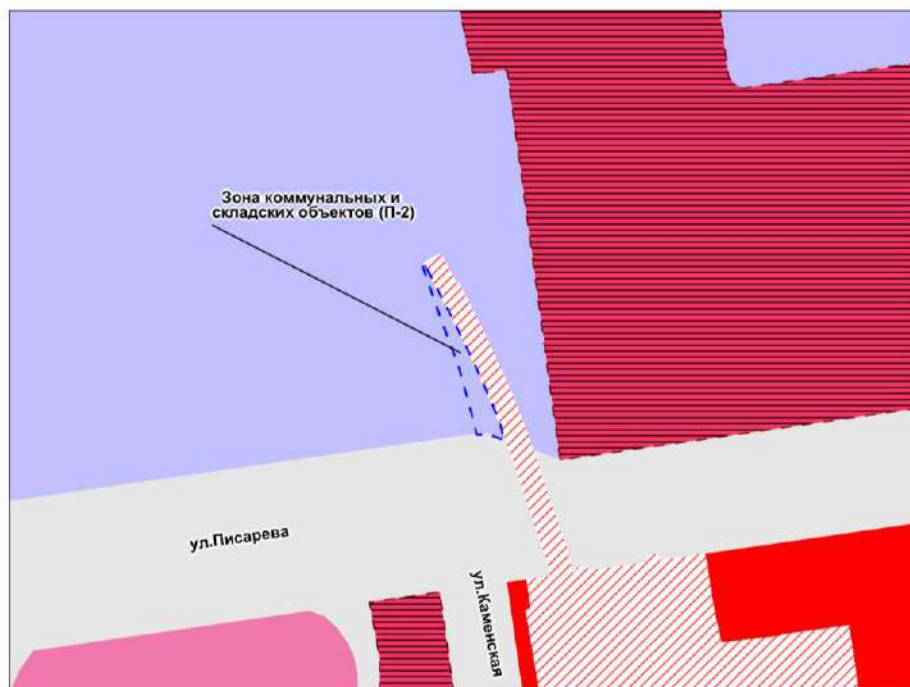 Зона коммунальных и
складских объектов (П-2)
ул.Писарева
ул.Каменская